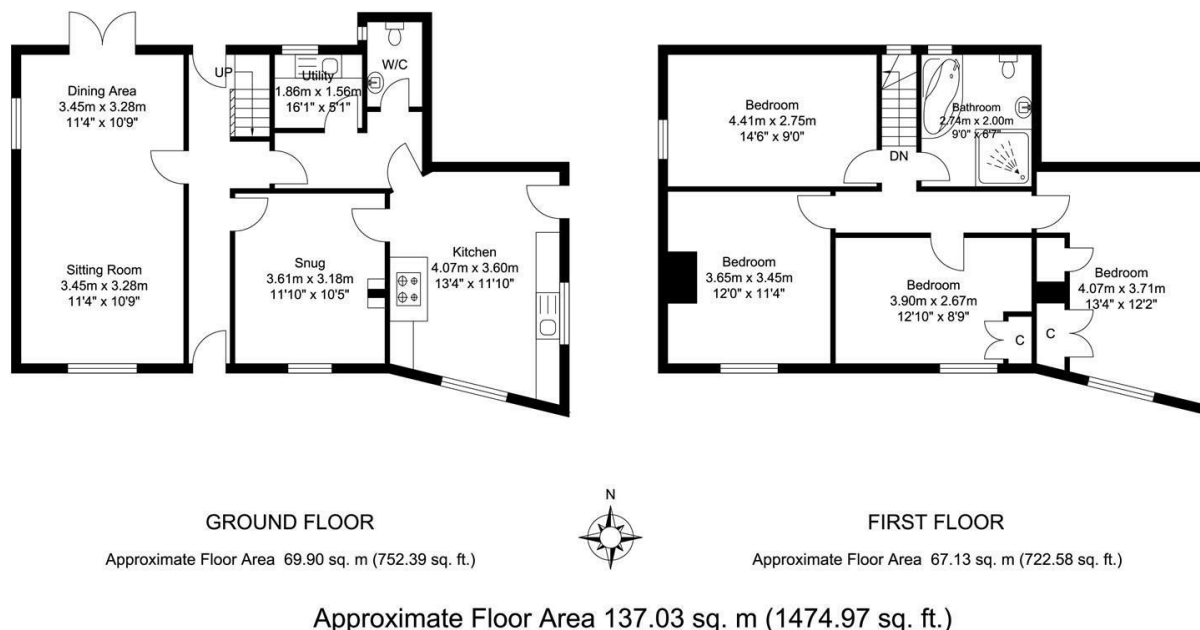 Dining Area
3.45m x 3.28m
11'4" x 10'9"
Sitting Room
3.45m x 3.28m
11'4" x 10'9"
UP
Utility
1.86m x 1.56m
16'1" x 5'1"
W/C
Snug
3.61m x 3.18m
11'10" x 10'5"
Kitchen
4.07m x 3.60m
13'4" x 11'10"
Bedroom
4.41m x 2.75m
14'6" x 9'0"
DN
Bathroom
2.74m x 2.00m
9'0" x 6'7"
Bedroom
3.65m x 3.45m
12'0" x 11'4"
Bedroom
3.90m x 2.67m
12'10" x 8'9"
C
C
Bedroom
4.07m x 3.71m
13'4" x 12'2"
GROUND FLOOR
Approximate Floor Area 69.90 sq. m (752.39 sq. ft.)
N
FIRST FLOOR
Approximate Floor Area 67.13 sq. m (722.58 sq. ft.)
Approximate Floor Area 137.03 sq. m (1474.97 sq. ft.)